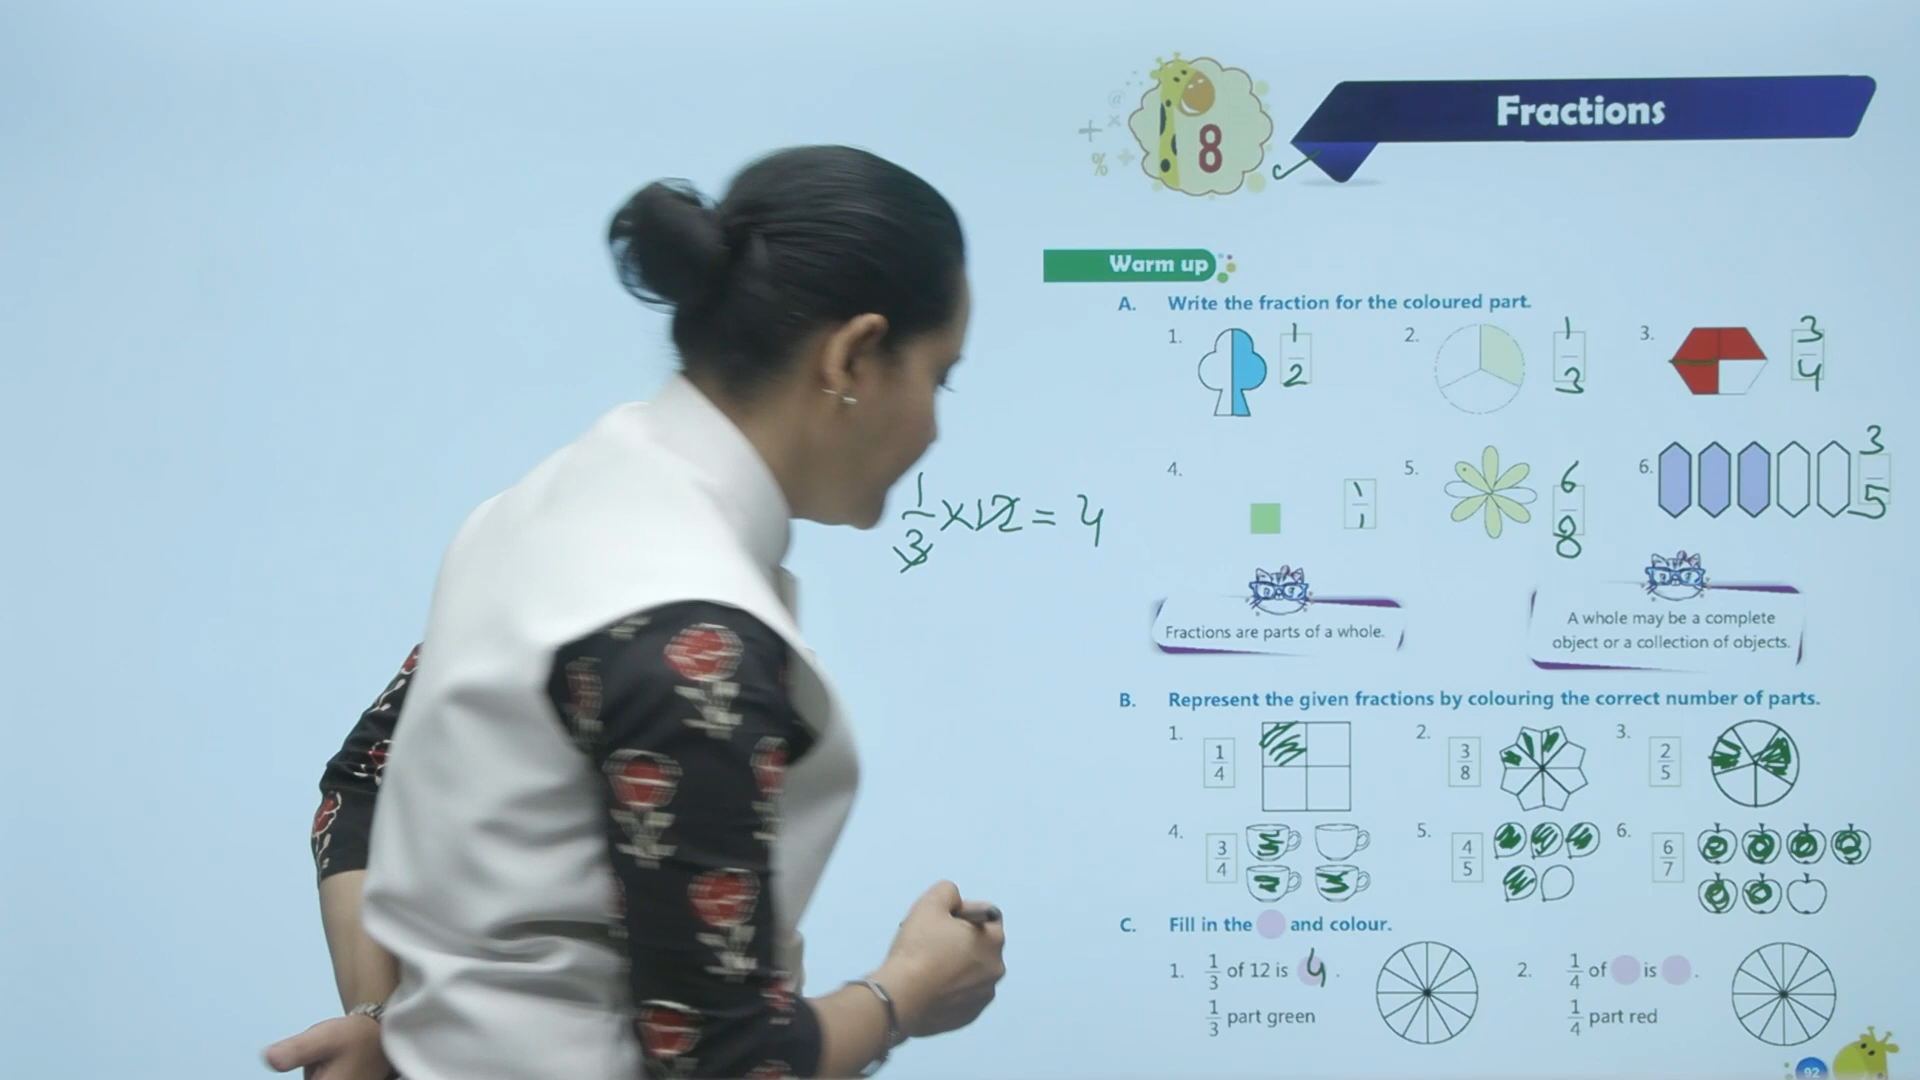 8
Fractions
Warm up
A. Write the fraction for the coloured part.
1. 1/2 2. 1/3 3. 3/4
4. 1/1 5. 6/8 6. 3/5
1/3 x 12 = 4
Fractions are parts of a whole.
A whole may be a complete
object or a collection of objects.
B. Represent the given fractions by colouring the correct number of parts.
1. 1/4 2. 3/8 3. 2/5
4. 3/4 5. 4/5 6. 6/7
C. Fill in the and colour.
1. 1/3 of 12 is 4 . 2. 1/4 of is .
1/3 part green 1/4 part red
92